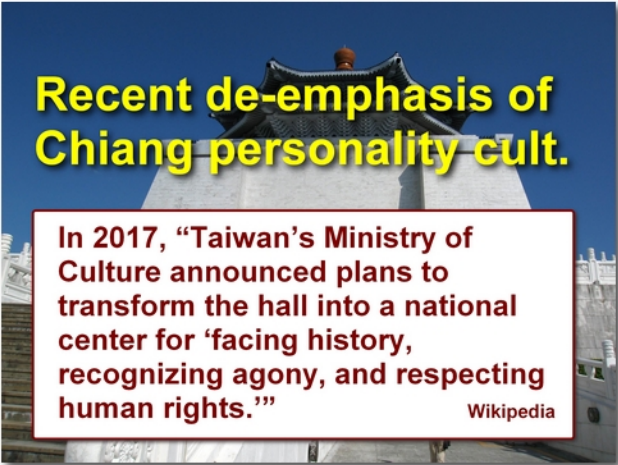 Recent de-emphasis of
Chiang personality cult.
In 2017, “Taiwan’s Ministry of
Culture announced plans to
transform the hall into a national
center for ‘facing history,
recognizing agony, and respecting
human rights.’”
Wikipedia